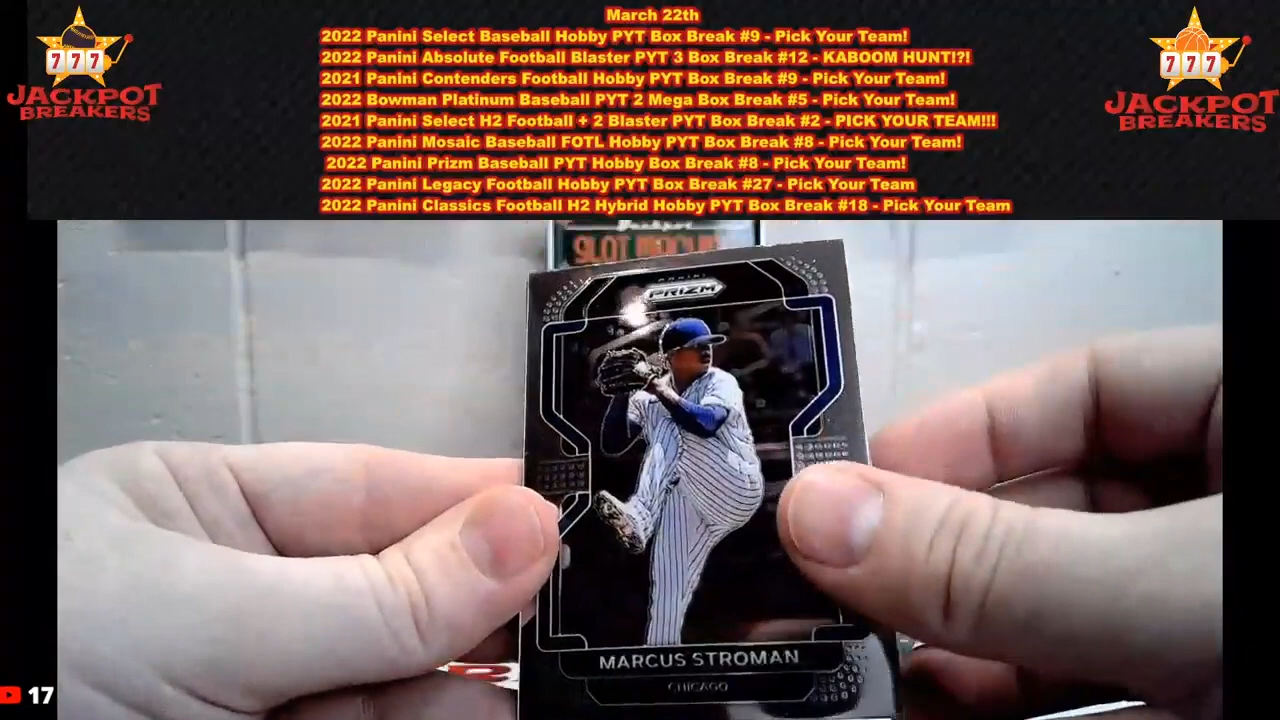 March 22th
2022 Panini Select Baseball Hobby PYT Box Break #9 - Pick Your Team!
2022 Panini Absolute Football Blaster PYT 3 Box Break #12 - KABOOM HUNT!?!
2021 Panini Contenders Football Hobby PYT Box Break #9 - Pick Your Team!
2022 Bowman Platinum Baseball PYT 2 Mega Box Break #5 - Pick Your Team!
2021 Panini Select H2 Football + 2 Blaster PYT Box Break #2 - PICK YOUR TEAM!!!
2022 Panini Mosaic Baseball FOTL Hobby PYT Box Break #8 - Pick Your Team!
2022 Panini Prizm Baseball PYT Hobby Box Break #8 - Pick Your Team!
2022 Panini Legacy Football Hobby PYT Box Break #27 - Pick Your Team
2022 Panini Classics Football H2 Hybrid Hobby PYT Box Break #18 - Pick Your Team
777
JACKPOT
BREAKERS
777
JACKPOT
BREAKERS
Jackpot
SLOT
PANINI
PRIZM
MARCUS STROMAN
CHICAGO
17